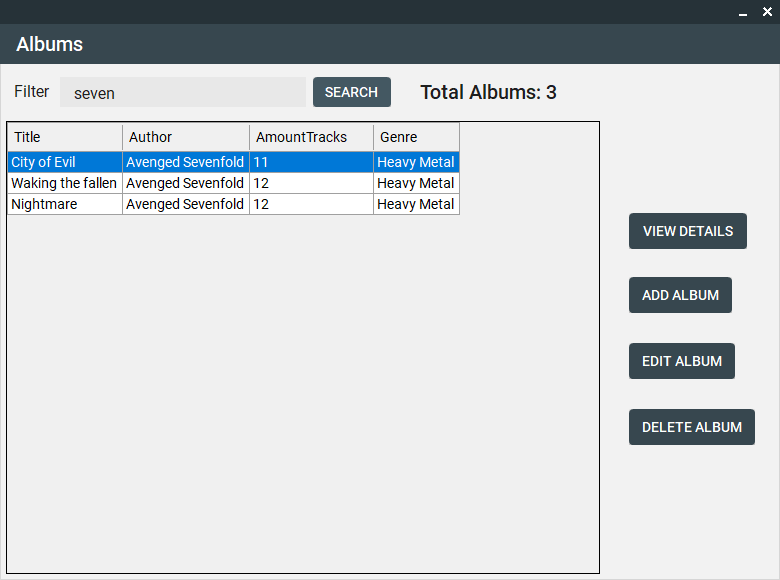 Albums
Filter seven SEARCH Total Albums: 3
Title Author AmountTracks Genre
City of Evil Avenged Sevenfold 11 Heavy Metal
Waking the fallen Avenged Sevenfold 12 Heavy Metal
Nightmare Avenged Sevenfold 12 Heavy Metal
VIEW DETAILS
ADD ALBUM
EDIT ALBUM
DELETE ALBUM